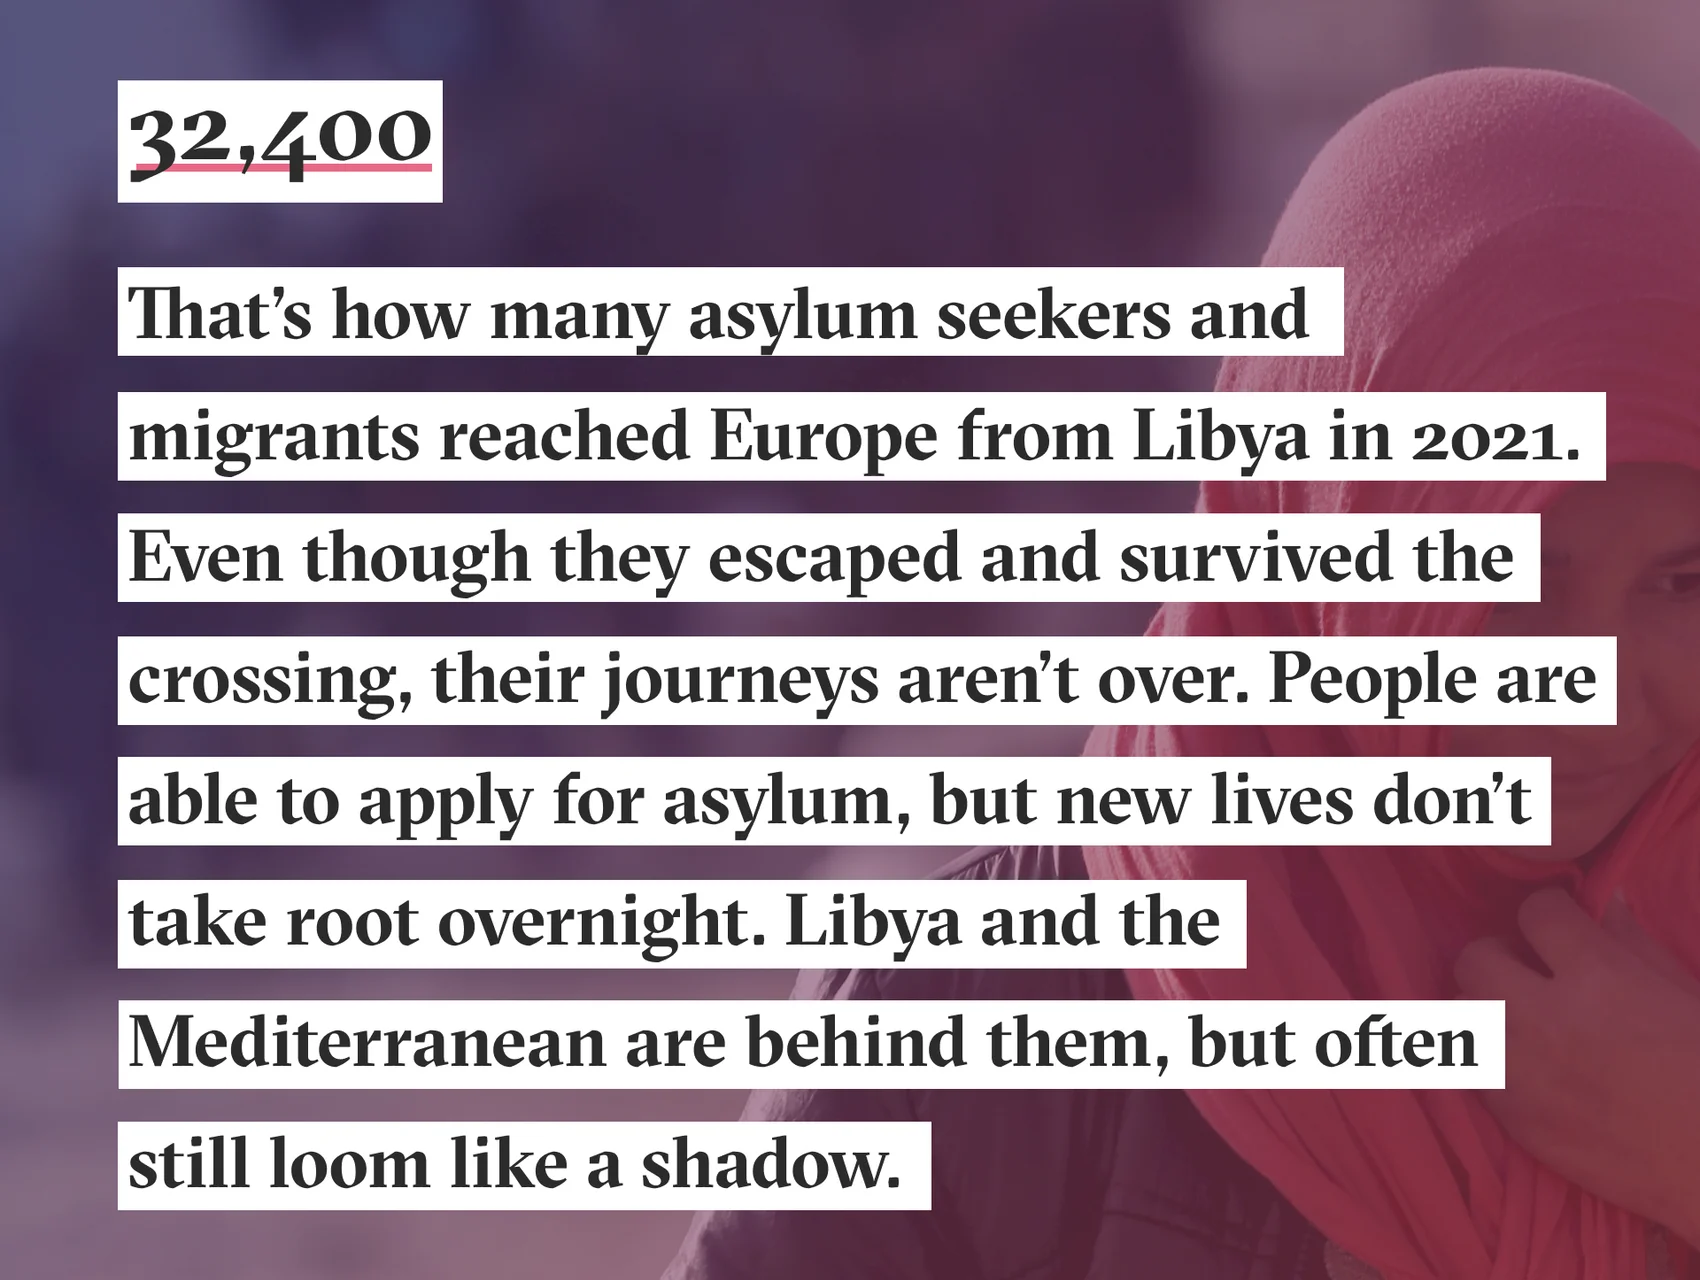 32,400
That’s how many asylum seekers and
migrants reached Europe from Libya in 2021.
Even though they escaped and survived the
crossing, their journeys aren’t over. People are
able to apply for asylum, but new lives don’t
take root overnight. Libya and the
Mediterranean are behind them, but often
still loom like a shadow.